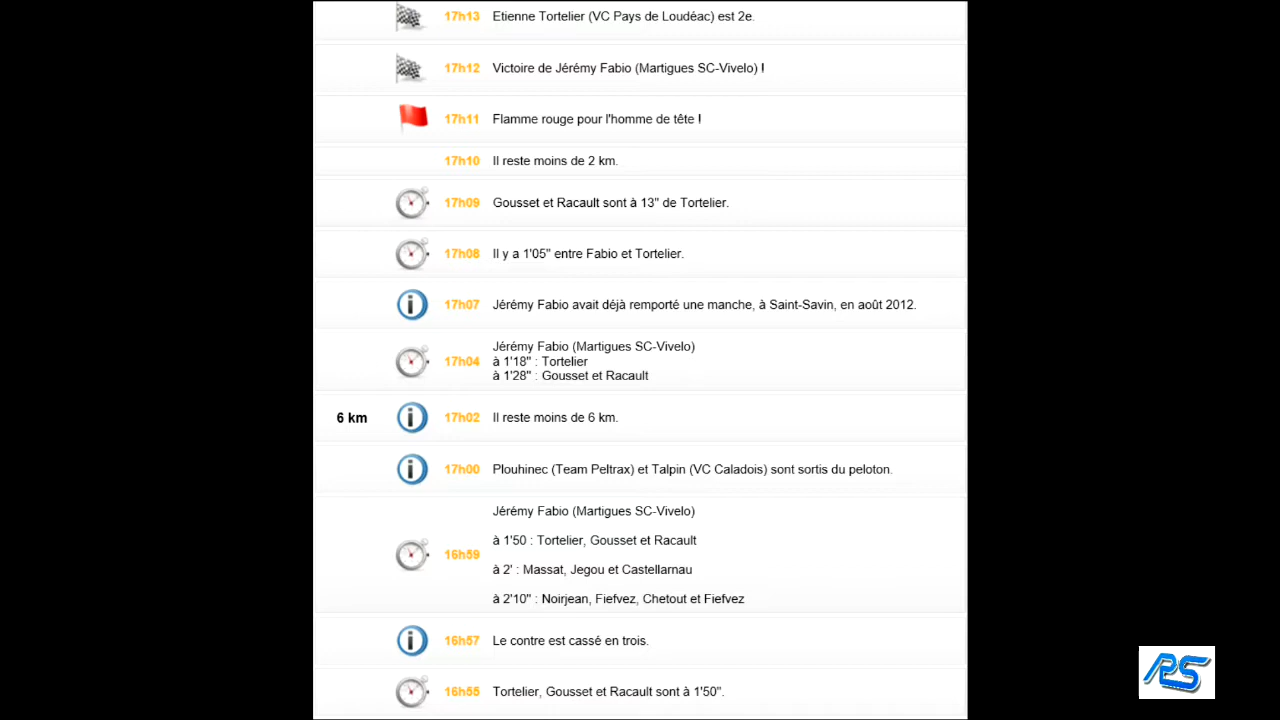 17h13 Etienne Tortelier (VC Pays de Loudéac) est 2e.
17h12 Victoire de Jérémy Fabio (Martigues SC-Vivelo) !
17h11 Flamme rouge pour l'homme de tête !
17h10 Il reste moins de 2 km.
17h09 Gousset et Racault sont à 13" de Tortelier.
17h08 Il y a 1'05" entre Fabio et Tortelier.
17h07 Jérémy Fabio avait déjà remporté une manche, à Saint-Savin, en août 2012.
Jérémy Fabio (Martigues SC-Vivelo)
17h04 à 1'18" : Tortelier
à 1'28" : Gousset et Racault
6 km 17h02 Il reste moins de 6 km.
17h00 Plouhinec (Team Peltrax) et Talpin (VC Caladois) sont sortis du peloton.
Jérémy Fabio (Martigues SC-Vivelo)
à 1'50 : Tortelier, Gousset et Racault
16h59
à 2' : Massat, Jegou et Castellarnau
à 2'10" : Noirjean, Fiefvez, Chetout et Fiefvez
16h57 Le contre est cassé en trois.
16h55 Tortelier, Gousset et Racault sont à 1'50".
RS